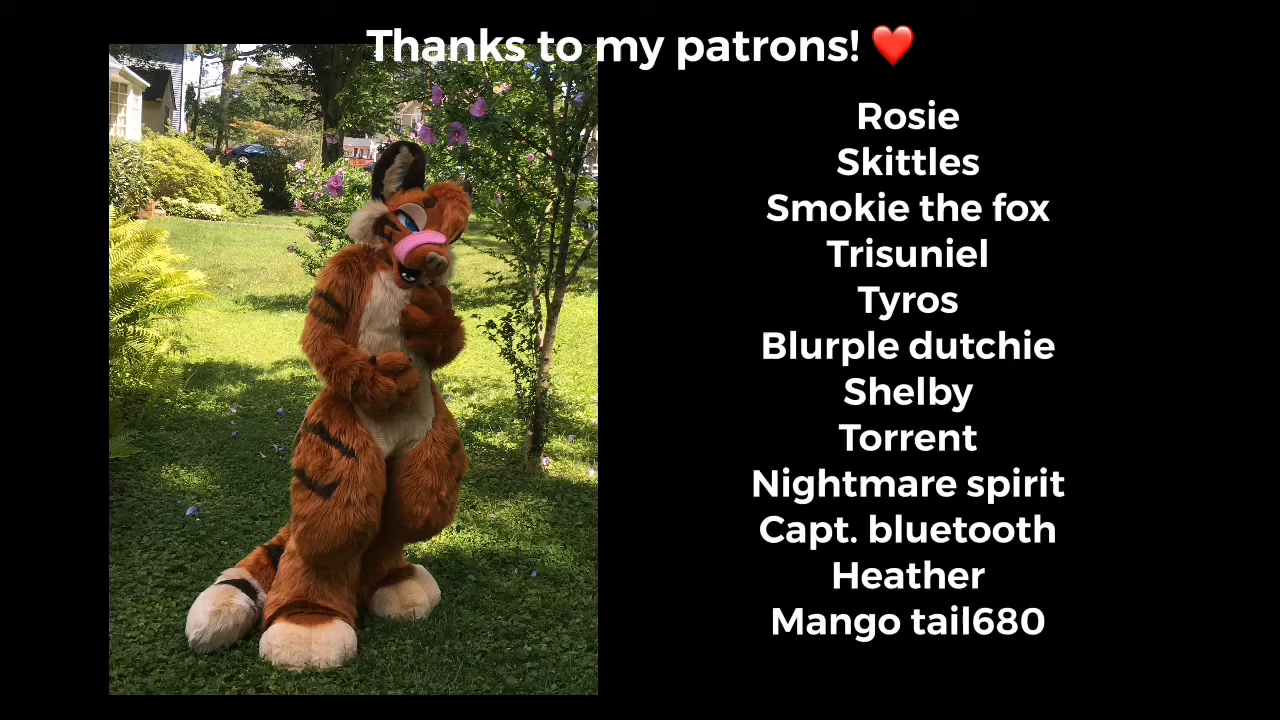 Thanks to my patrons! ❤️
Rosie
Skittles
Smokie the fox
Trisuniel
Tyros
Blurple dutchie
Shelby
Torrent
Nightmare spirit
Capt. bluetooth
Heather
Mango tail680